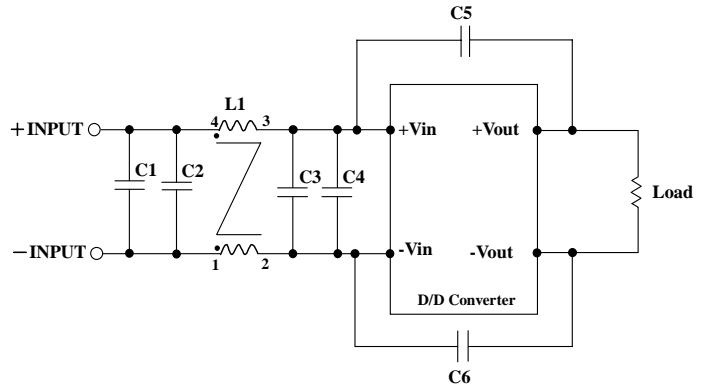 C5
L1
4 3
+INPUT
+Vin +Vout
C1 C2 C3 C4
Load
−INPUT
1 2
-Vin -Vout
D/D Converter
C6